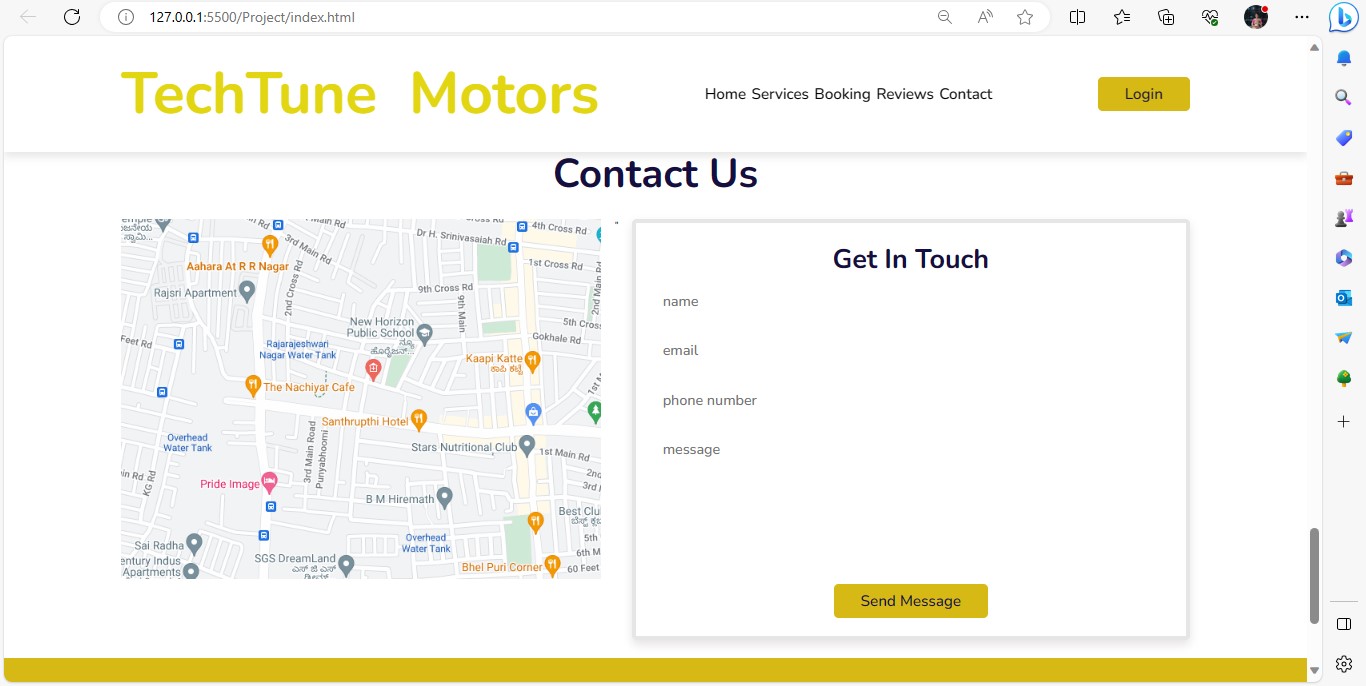 127.0.0.1:5500/Project/index.html
TechTune Motors
Home Services Booking Reviews Contact
Login
Contact Us
Main Rd
Cross Rd
4th Cross Rd
Dr H. Srinivasaiah Rd
3rd Main Rd
Aahara At R R Nagar
1st Cross Rd
2nd Cross Rd
Rajsri Apartment
9th Cross Rd
9th Main
2nd Main
New Horizon
Public School
5th Cross
Gokhale Rd
Feet Rd
Rajarajeshwari
Nagar Water Tank
Kaapi Katte
ಕಾಪಿ ಕಟ್ಟೆ
The Nachiyar Cafe
Santhrupthi Hotel
Overhead
Water Tank
Stars Nutritional Club
1st Main Rd
3rd Main Road
Punyabhoomi
KG Rd
Pride Image
B M Hiremath
3rd
Best Clu
Overhead
Water Tank
Sai Radha
5th
6th M
SGS DreamLand
entury Indus
Apartments
Bhel Puri Corner
60 Feet
"
Get In Touch
name
email
phone number
message
Send Message